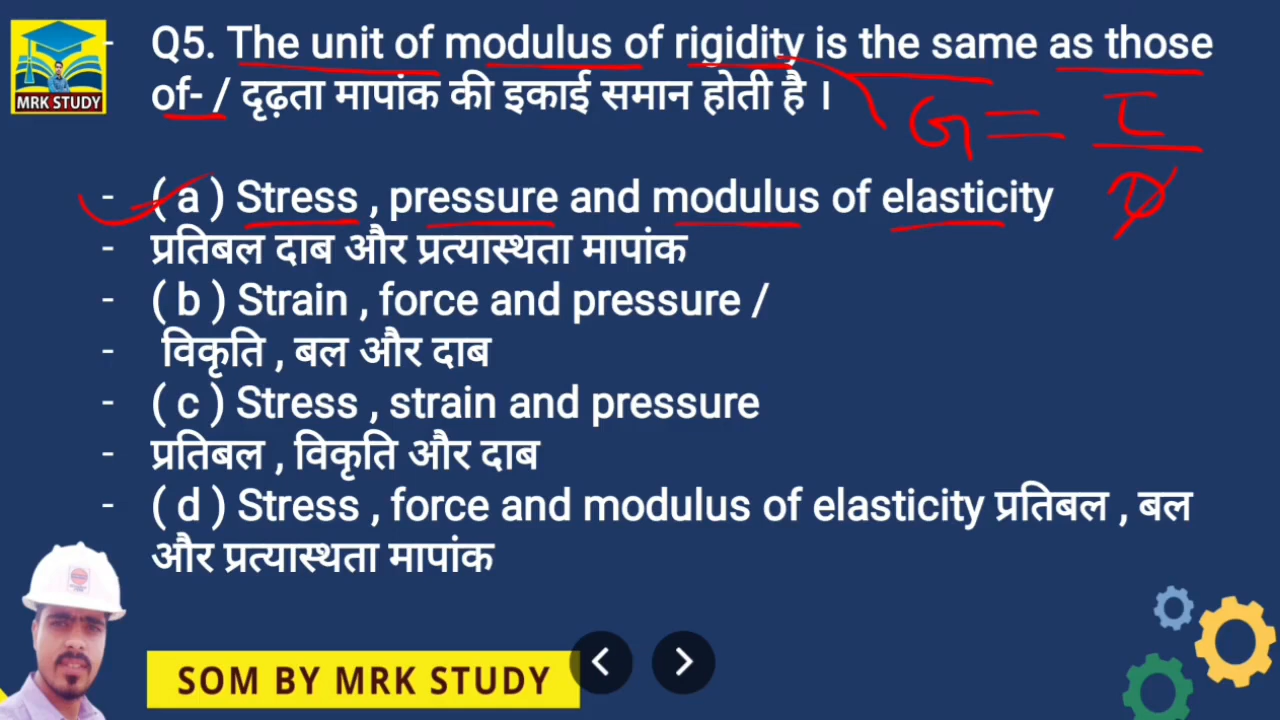 - Q5. The unit of modulus of rigidity is the same as those
of- / दृढ़ता मापांक की इकाई समान होती है ।
G = τ
ϕ
- ( a ) Stress , pressure and modulus of elasticity
- प्रतिबल दाब और प्रत्यास्थता मापांक
- ( b ) Strain , force and pressure /
- विकृति , बल और दाब
- ( c ) Stress , strain and pressure
- प्रतिबल , विकृति और दाब
- ( d ) Stress , force and modulus of elasticity प्रतिबल , बल
और प्रत्यास्थता मापांक
MRK STUDY
SOM BY MRK STUDY